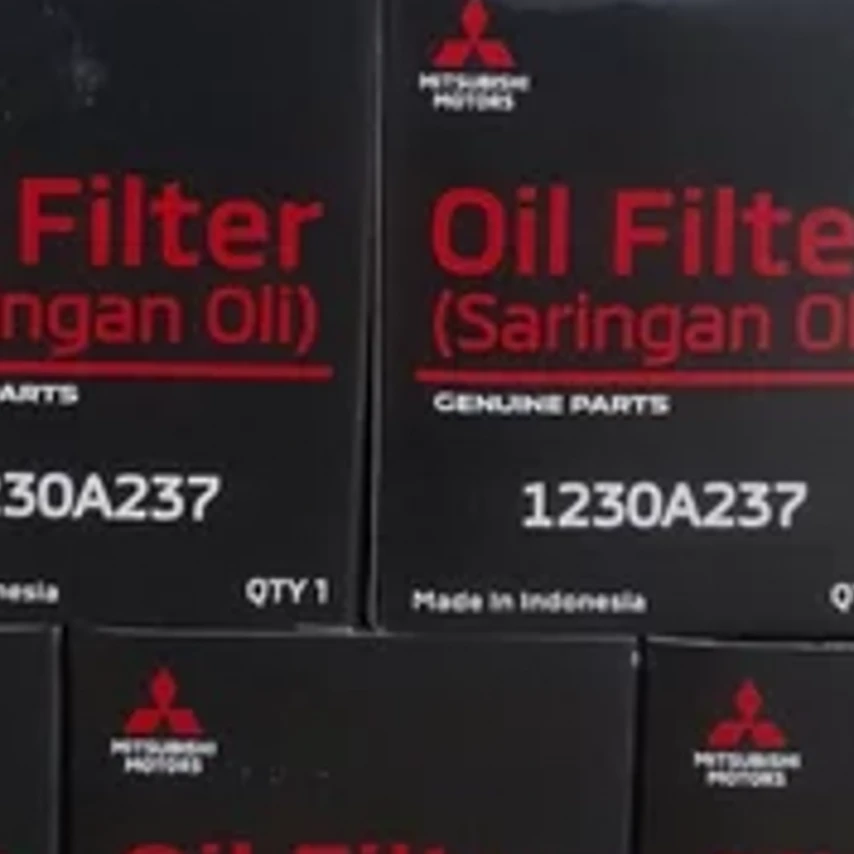 Filter
ngan Oli)
ARTS
30A237
nesia
QTY 1
MITSUBISHI
MOTORS
Oil Filte
(Saringan Ol
GENUINE PARTS
1230A237
Made In Indonesia
Q
MITSUBISHI
MOTORS
MITSUBISHI
MOTORS